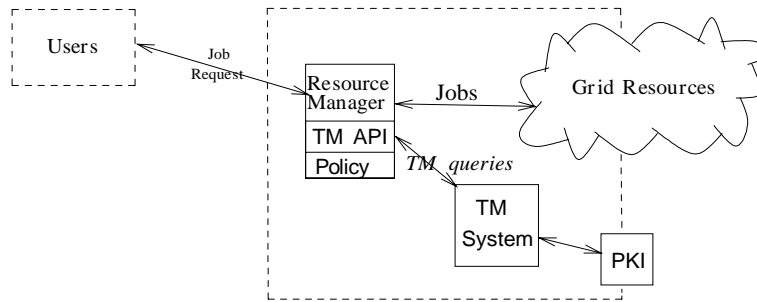 Users
Job
Request
Resource
Manager
TM API
Policy
Jobs
Grid Resources
TM queries
TM
System
PKI